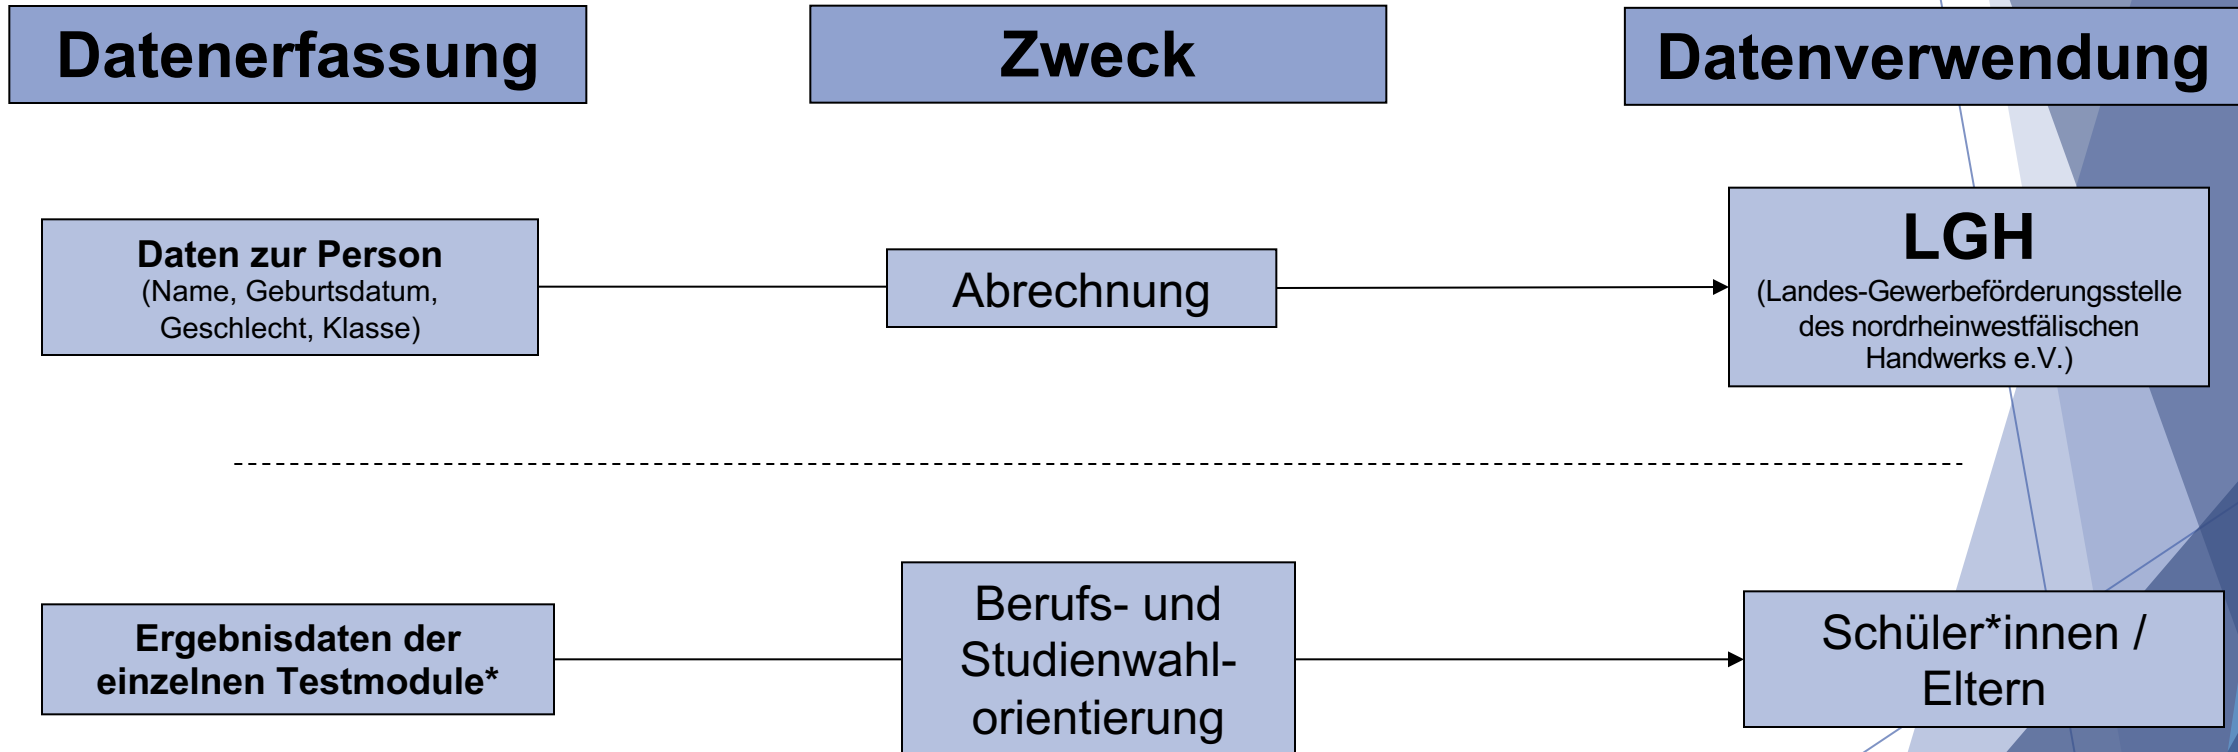 Datenerfassung
Zweck
Datenverwendung
Daten zur Person
(Name, Geburtsdatum,
Geschlecht, Klasse)
Abrechnung
LGH
(Landes-Gewerbeförderungsstelle
des nordrheinwestfälischen
Handwerks e.V.)
Ergebnisdaten der
einzelnen Testmodule*
Berufs- und
Studienwahl-
orientierung
Schüler*innen /
Eltern